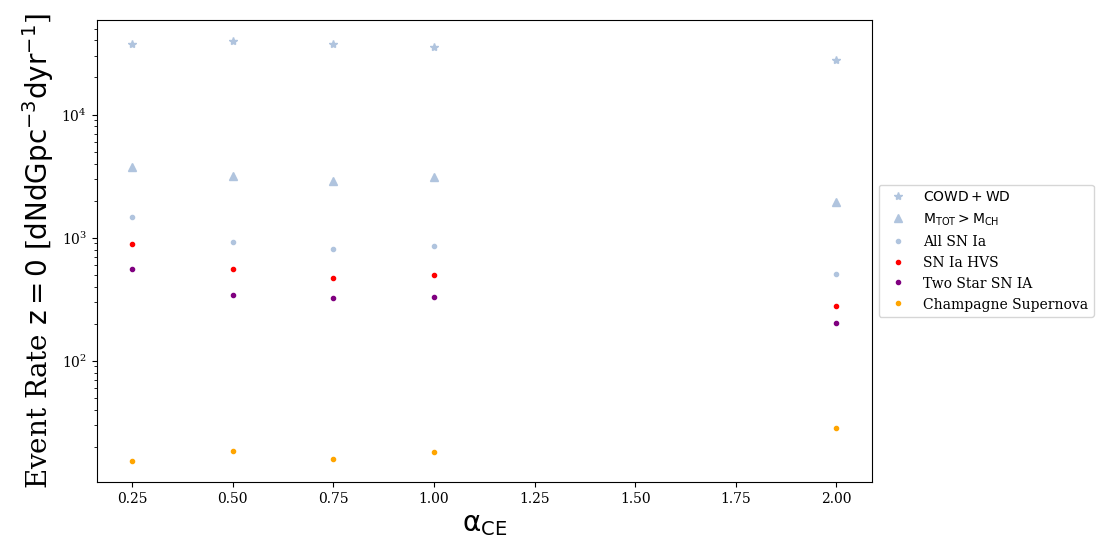 Event Rate z = 0 [dNdGpc⁻³dyr⁻¹]
10⁴
10³
10²
0.25 0.50 0.75 1.00 1.25 1.50 1.75 2.00
α_CE
COWD + WD
M_TOT > M_CH
All SN Ia
SN Ia HVS
Two Star SN IA
Champagne Supernova